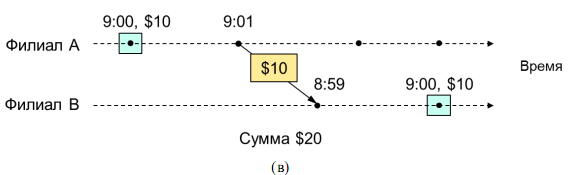 9:00, $10
9:01
Филиал A
$10
Время
8:59
9:00, $10
Филиал B
Сумма $20
(в)